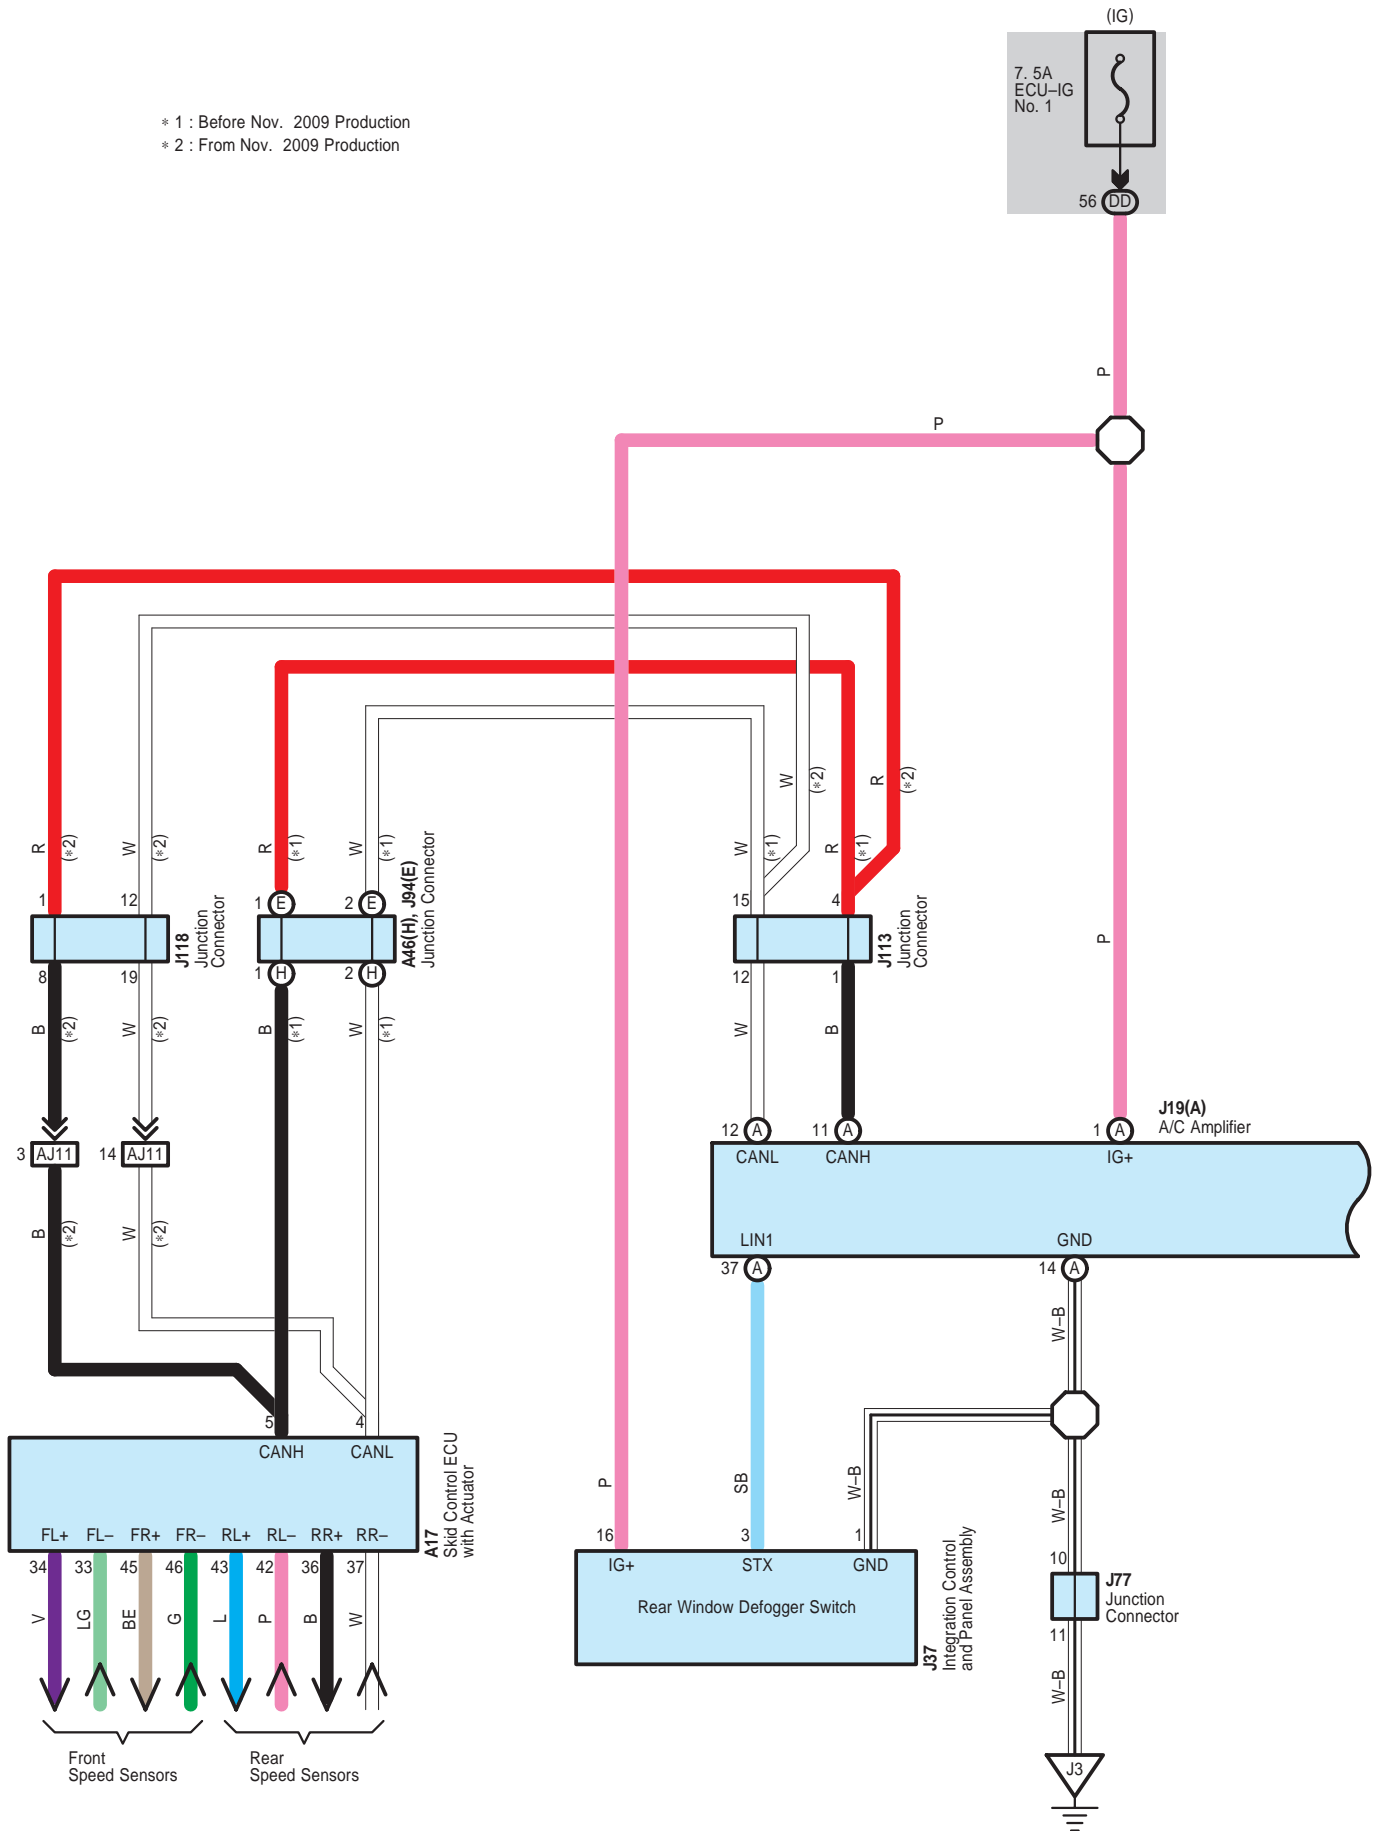 (IG)
7. 5A
ECU–IG
No. 1
56 DD
* 1 : Before Nov. 2009 Production
* 2 : From Nov. 2009 Production
P
P
W (*2)
R (*2)
R (*2)
W (*2)
R (*1)
W (*1)
W (*1)
R (*1)
1
12
1 E
2 E
15
4
J118
Junction
Connector
A46(H), J94(E)
Junction Connector
J113
Junction
Connector
8
19
1 H
2 H
12
1
B (*2)
W (*2)
B (*1)
W (*1)
W
B
P
3 AJ11
14 AJ11
12 A
11 A
1 A
J19(A)
A/C Amplifier
CANL
CANH
IG+
B (*2)
W (*2)
LIN1
GND
37 A
14 A
W–B
5
4
CANH
CANL
A17
Skid Control ECU
with Actuator
FL+
FL–
FR+
FR–
RL+
RL–
RR+
RR–
34
33
45
46
43
42
36
37
V
LG
BE
G
L
P
B
W
Front
Speed Sensors
Rear
Speed Sensors
P
SB
W–B
W–B
16
3
1
IG+
STX
GND
Rear Window Defogger Switch
J37
Integration Control
and Panel Assembly
10
J77
Junction
Connector
11
W–B
J3